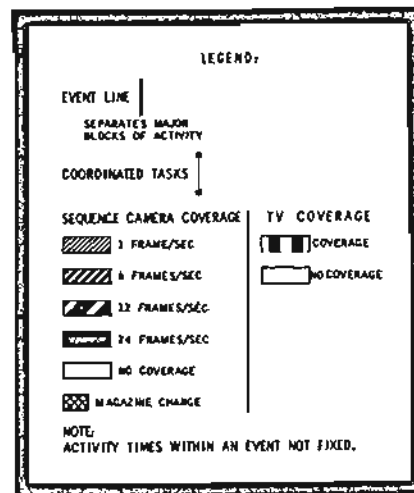 LEGEND:
EVENT LINE
SEPARATES MAJOR
BLOCKS OF ACTIVITY
COORDINATED TASKS
SEQUENCE CAMERA COVERAGE
1 FRAME/SEC
6 FRAMES/SEC
12 FRAMES/SEC
24 FRAMES/SEC
NO COVERAGE
MAGAZINE CHANGE
TV COVERAGE
COVERAGE
NO COVERAGE
NOTE:
ACTIVITY TIMES WITHIN AN EVENT NOT FIXED.